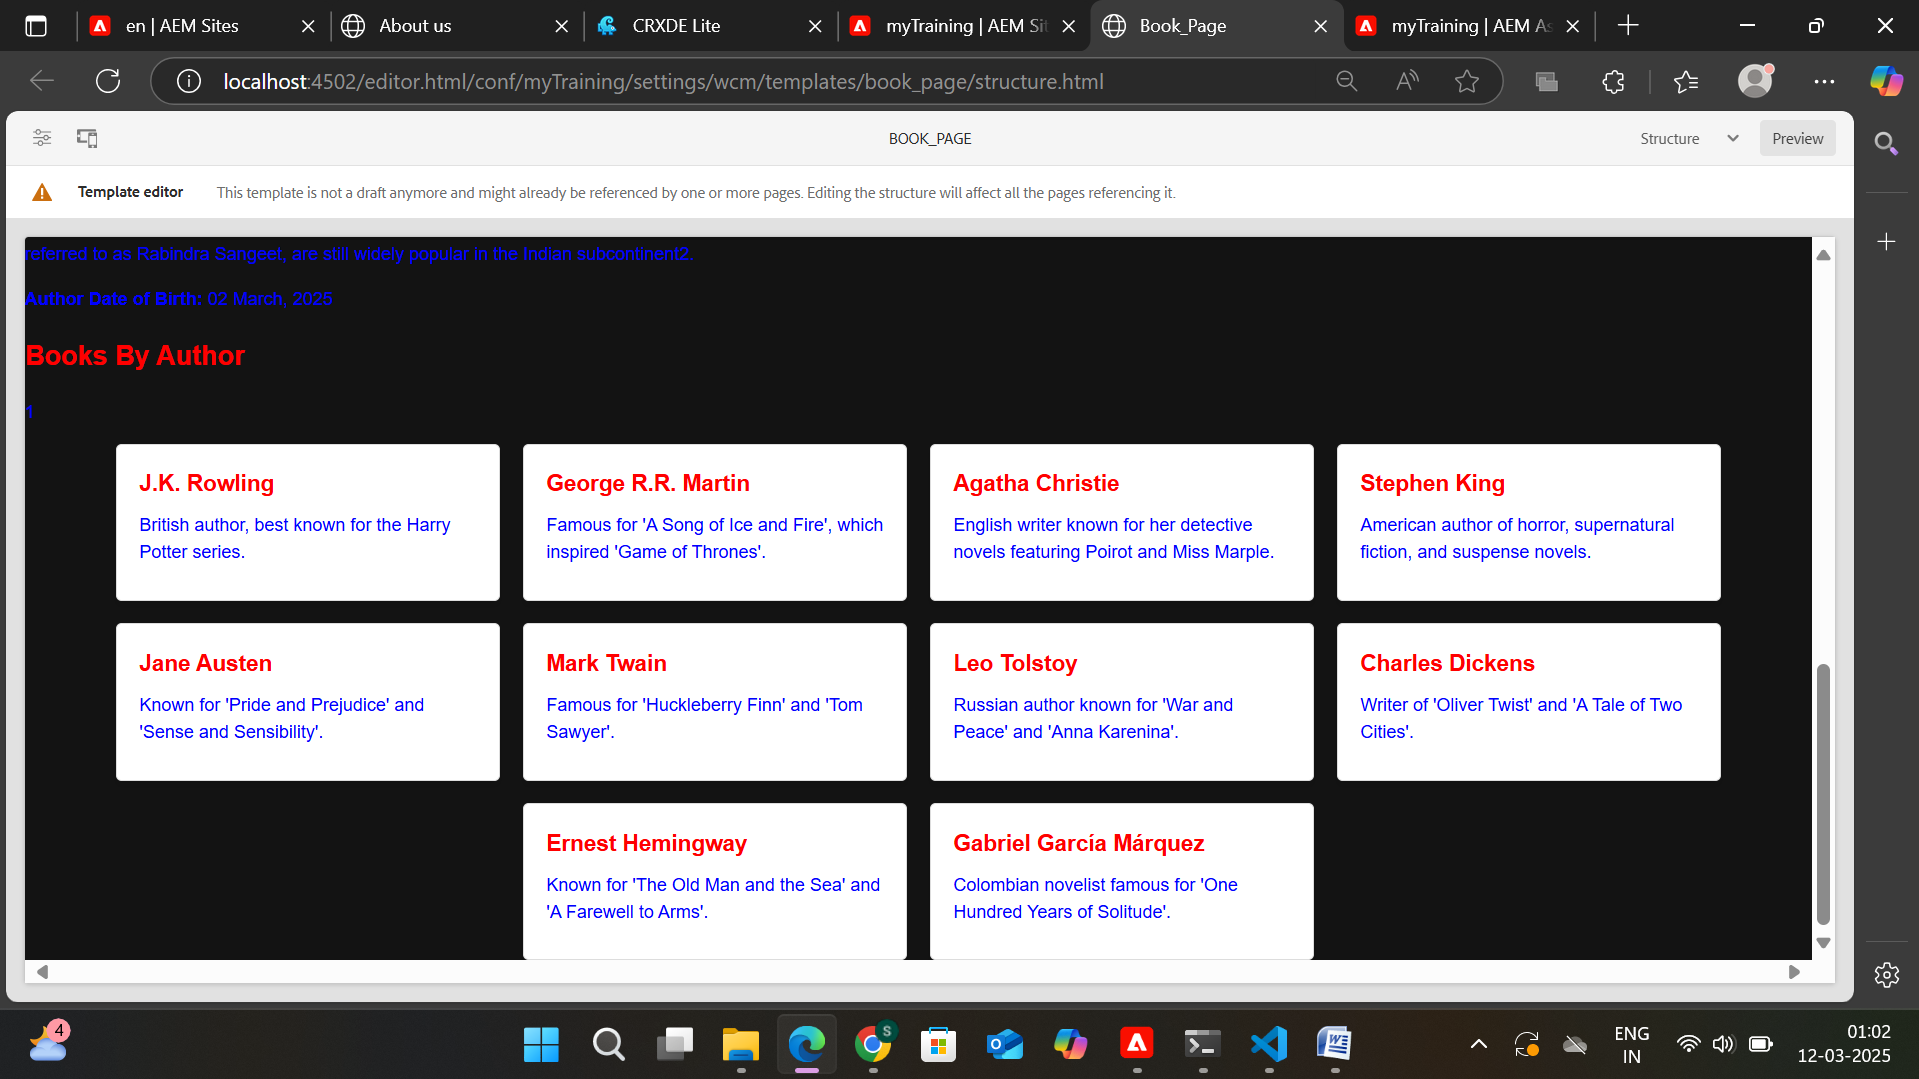 en | AEM Sites
About us
CRXDE Lite
myTraining | AEM Sit
Book_Page
myTraining | AEM As
localhost:4502/editor.html/conf/myTraining/settings/wcm/templates/book_page/structure.html
BOOK_PAGE
Structure
Preview
Template editor This template is not a draft anymore and might already be referenced by one or more pages. Editing the structure will affect all the pages referencing it.
referred to as Rabindra Sangeet, are still widely popular in the Indian subcontinent2.
Author Date of Birth: 02 March, 2025
Books By Author
1
J.K. Rowling
British author, best known for the Harry
Potter series.
George R.R. Martin
Famous for 'A Song of Ice and Fire', which
inspired 'Game of Thrones'.
Agatha Christie
English writer known for her detective
novels featuring Poirot and Miss Marple.
Stephen King
American author of horror, supernatural
fiction, and suspense novels.
Jane Austen
Known for 'Pride and Prejudice' and
'Sense and Sensibility'.
Mark Twain
Famous for 'Huckleberry Finn' and 'Tom
Sawyer'.
Leo Tolstoy
Russian author known for 'War and
Peace' and 'Anna Karenina'.
Charles Dickens
Writer of 'Oliver Twist' and 'A Tale of Two
Cities'.
Ernest Hemingway
Known for 'The Old Man and the Sea' and
'A Farewell to Arms'.
Gabriel García Márquez
Colombian novelist famous for 'One
Hundred Years of Solitude'.
4
S
ENG
IN
01:02
12-03-2025